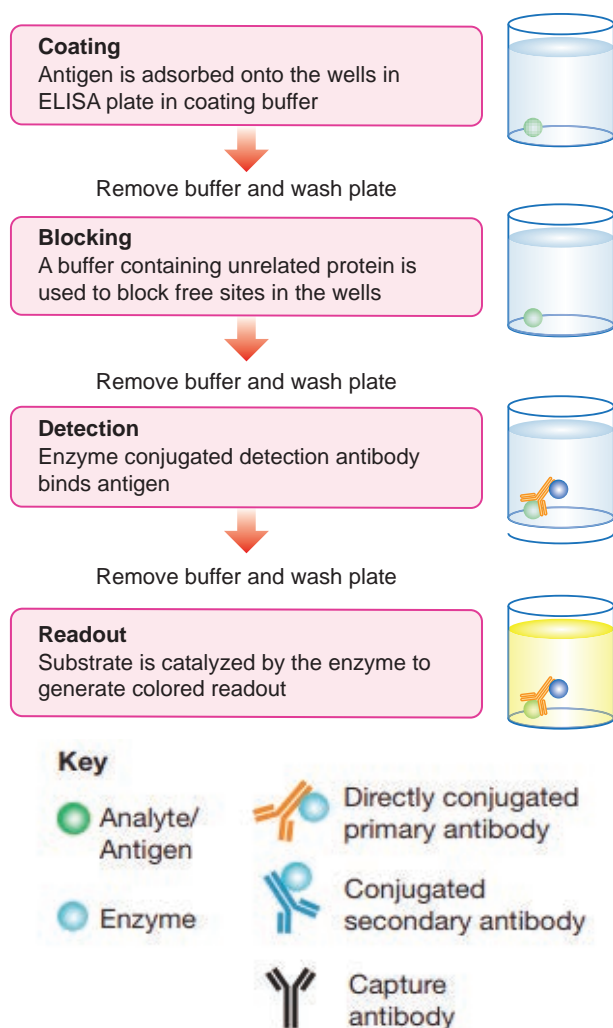 Coating
Antigen is adsorbed onto the wells in
ELISA plate in coating buffer
Remove buffer and wash plate
Blocking
A buffer containing unrelated protein is
used to block free sites in the wells
Remove buffer and wash plate
Detection
Enzyme conjugated detection antibody
binds antigen
Remove buffer and wash plate
Readout
Substrate is catalyzed by the enzyme to
generate colored readout
Key
Analyte/
Antigen
Enzyme
Directly conjugated
primary antibody
Conjugated
secondary antibody
Capture
antibody